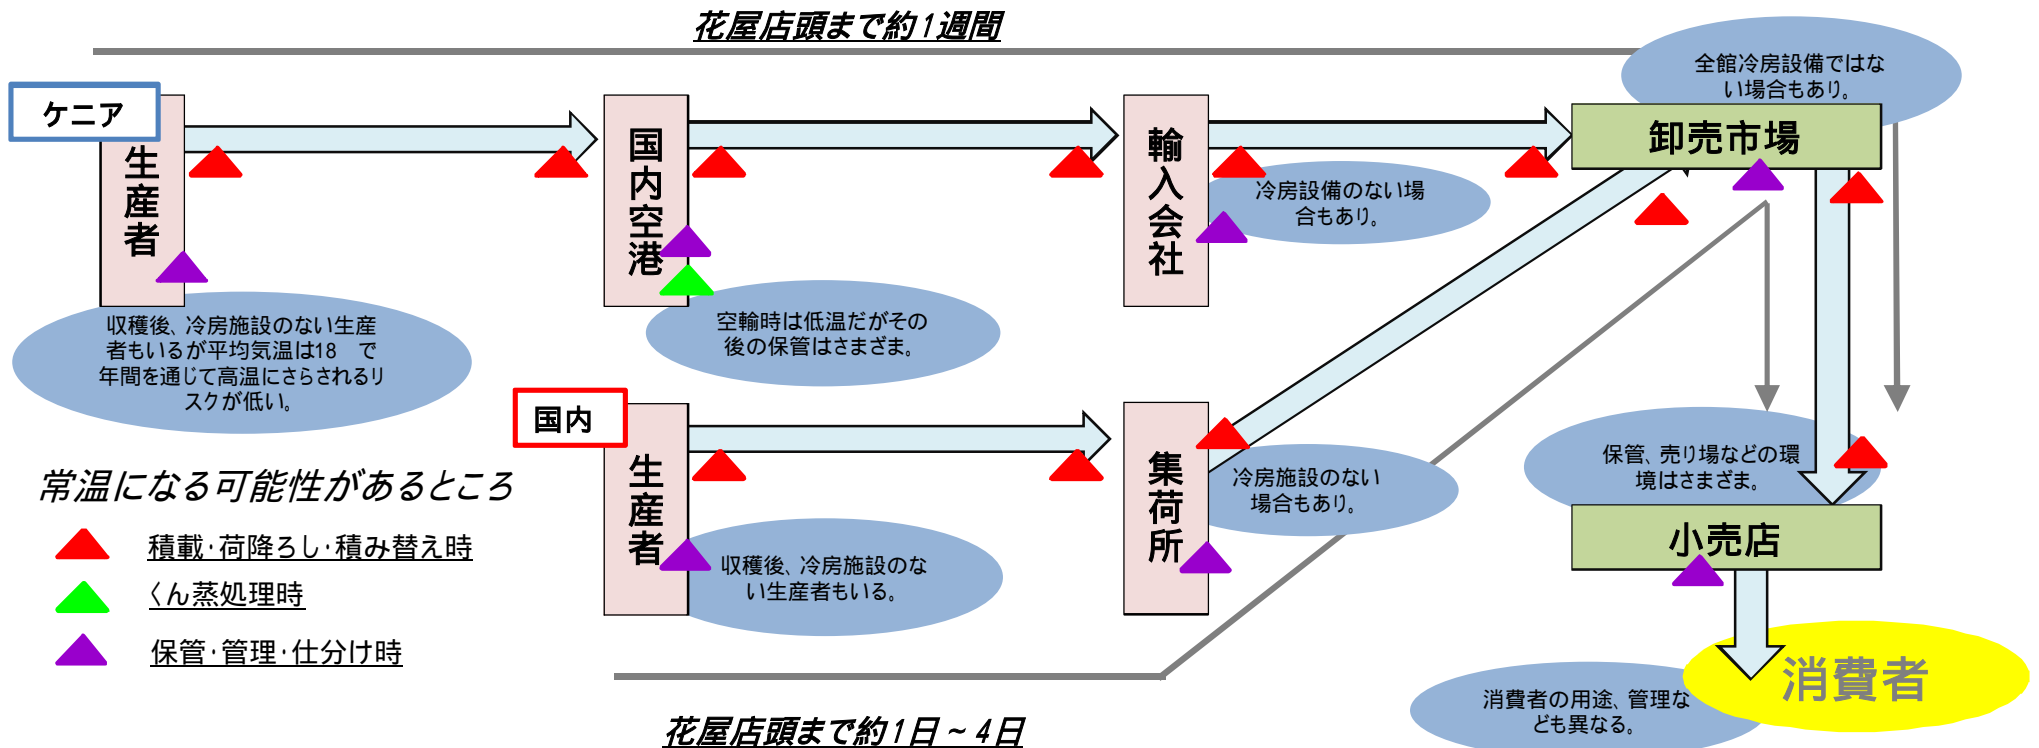 花屋店頭まで約1週間
全館冷房設備ではな
い場合もあり。
ケニア
生産者
国内空港
輸入会社
卸売市場
冷房設備のない場
合もあり。
収穫後、冷房施設のない生産
者もいるが平均気温は18　で
年間を通じて高温にさらされるリ
スクが低い。
空輸時は低温だがその
後の保管はさまざま。
国内
生産者
集荷所
冷房施設のない
場合もあり。
保管、売り場などの環
境はさまざま。
小売店
常温になる可能性があるところ
積載・荷降ろし・積み替え時
くん蒸処理時
保管・管理・仕分け時
収穫後、冷房施設のな
い生産者もいる。
消費者
消費者の用途、管理な
ども異なる。
花屋店頭まで約1日~4日